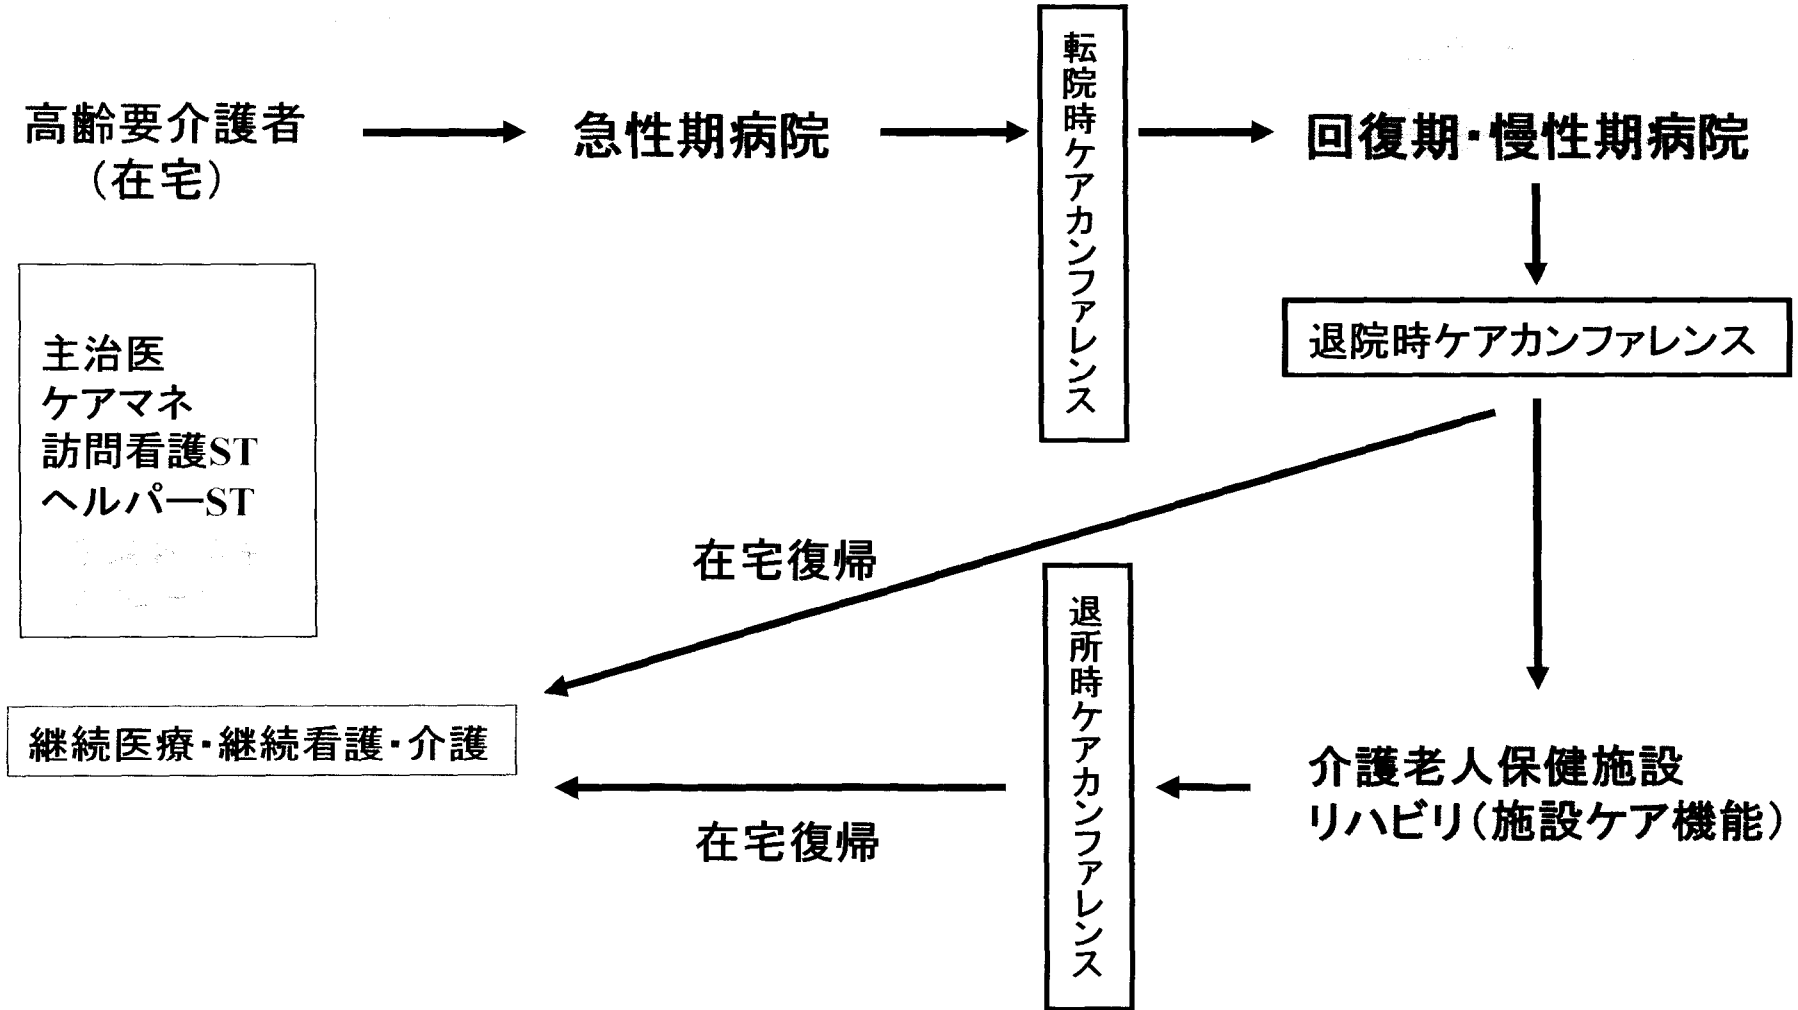 高齢要介護者
（在宅）
急性期病院
転院時ケアカンファレンス
回復期・慢性期病院
退院時ケアカンファレンス
主治医
ケアマネ
訪問看護ST
ヘルパーST
在宅復帰
継続医療・継続看護・介護
在宅復帰
退所時ケアカンファレンス
介護老人保健施設
リハビリ（施設ケア機能）